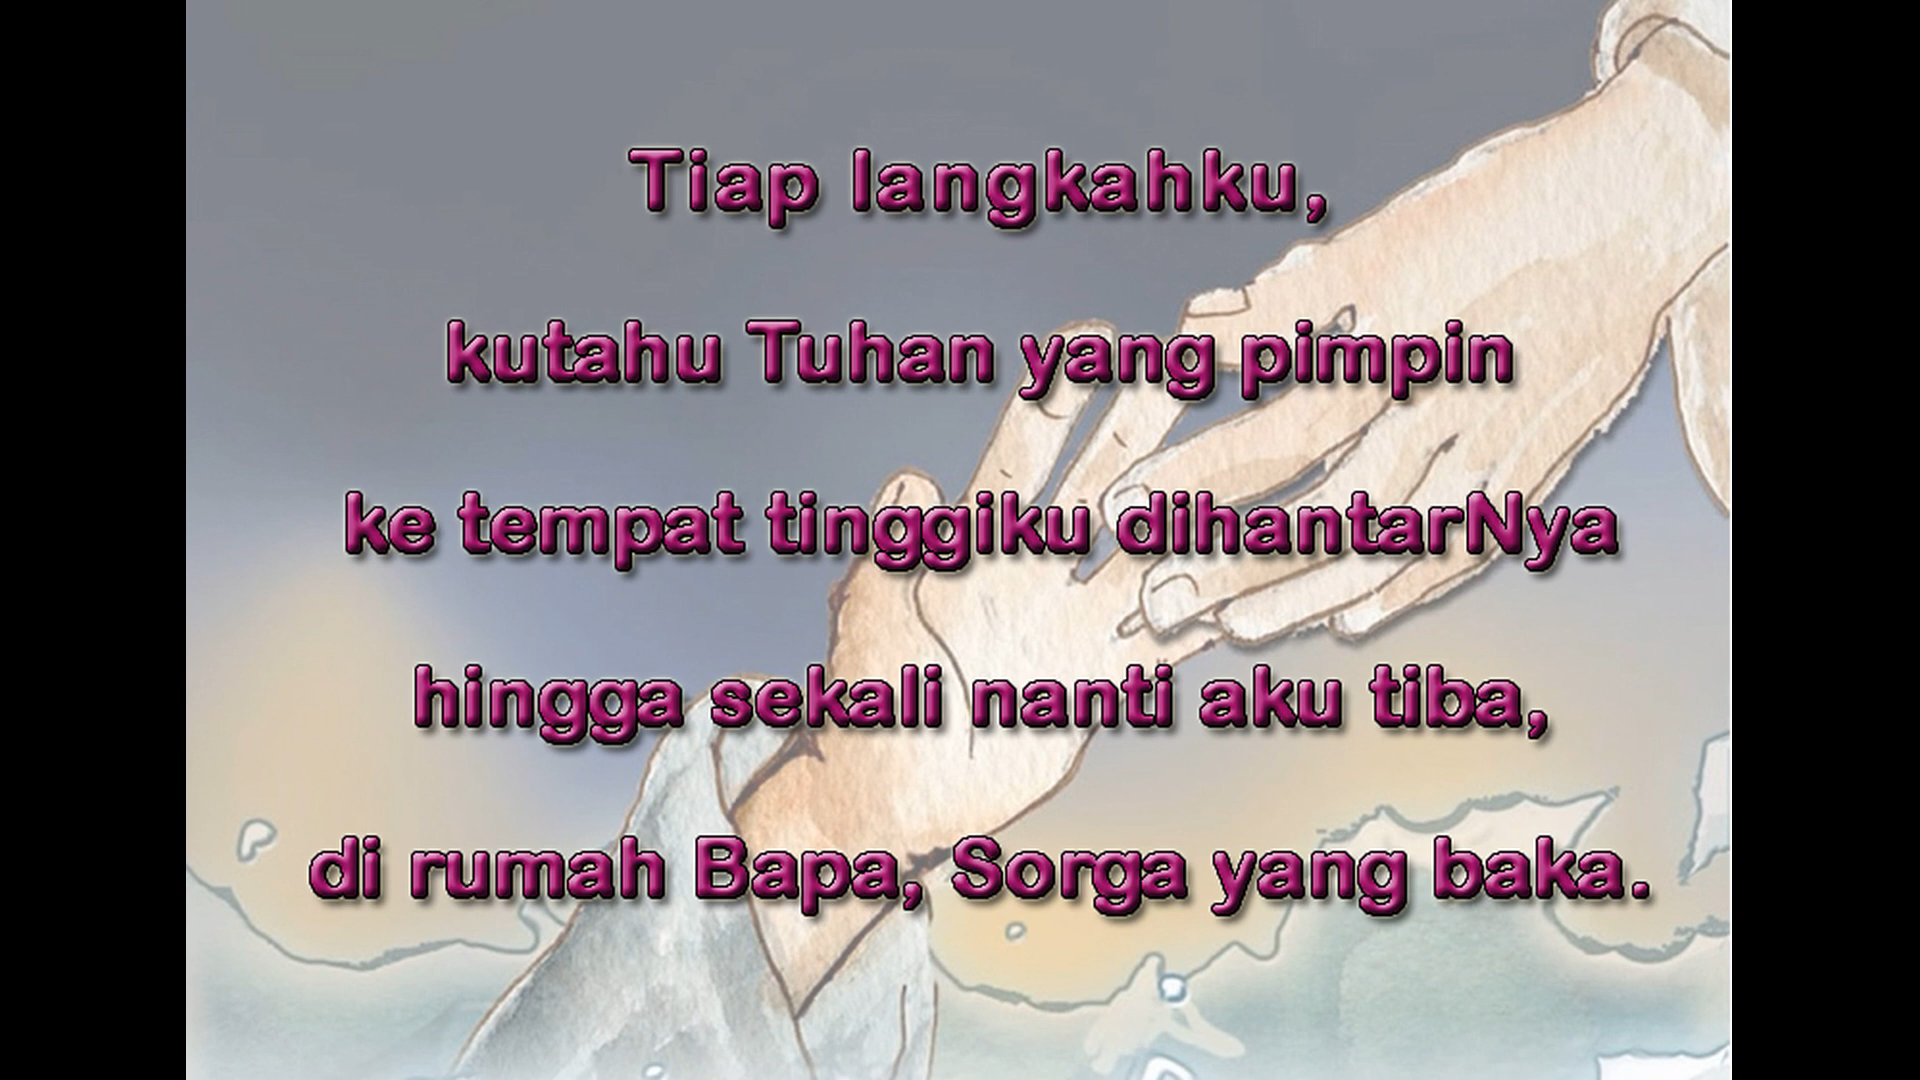 Tiap langkahku,
kutahu Tuhan yang pimpin
ke tempat tinggiku dihantarNya
hingga sekali nanti aku tiba,
di rumah Bapa, Sorga yang baka.